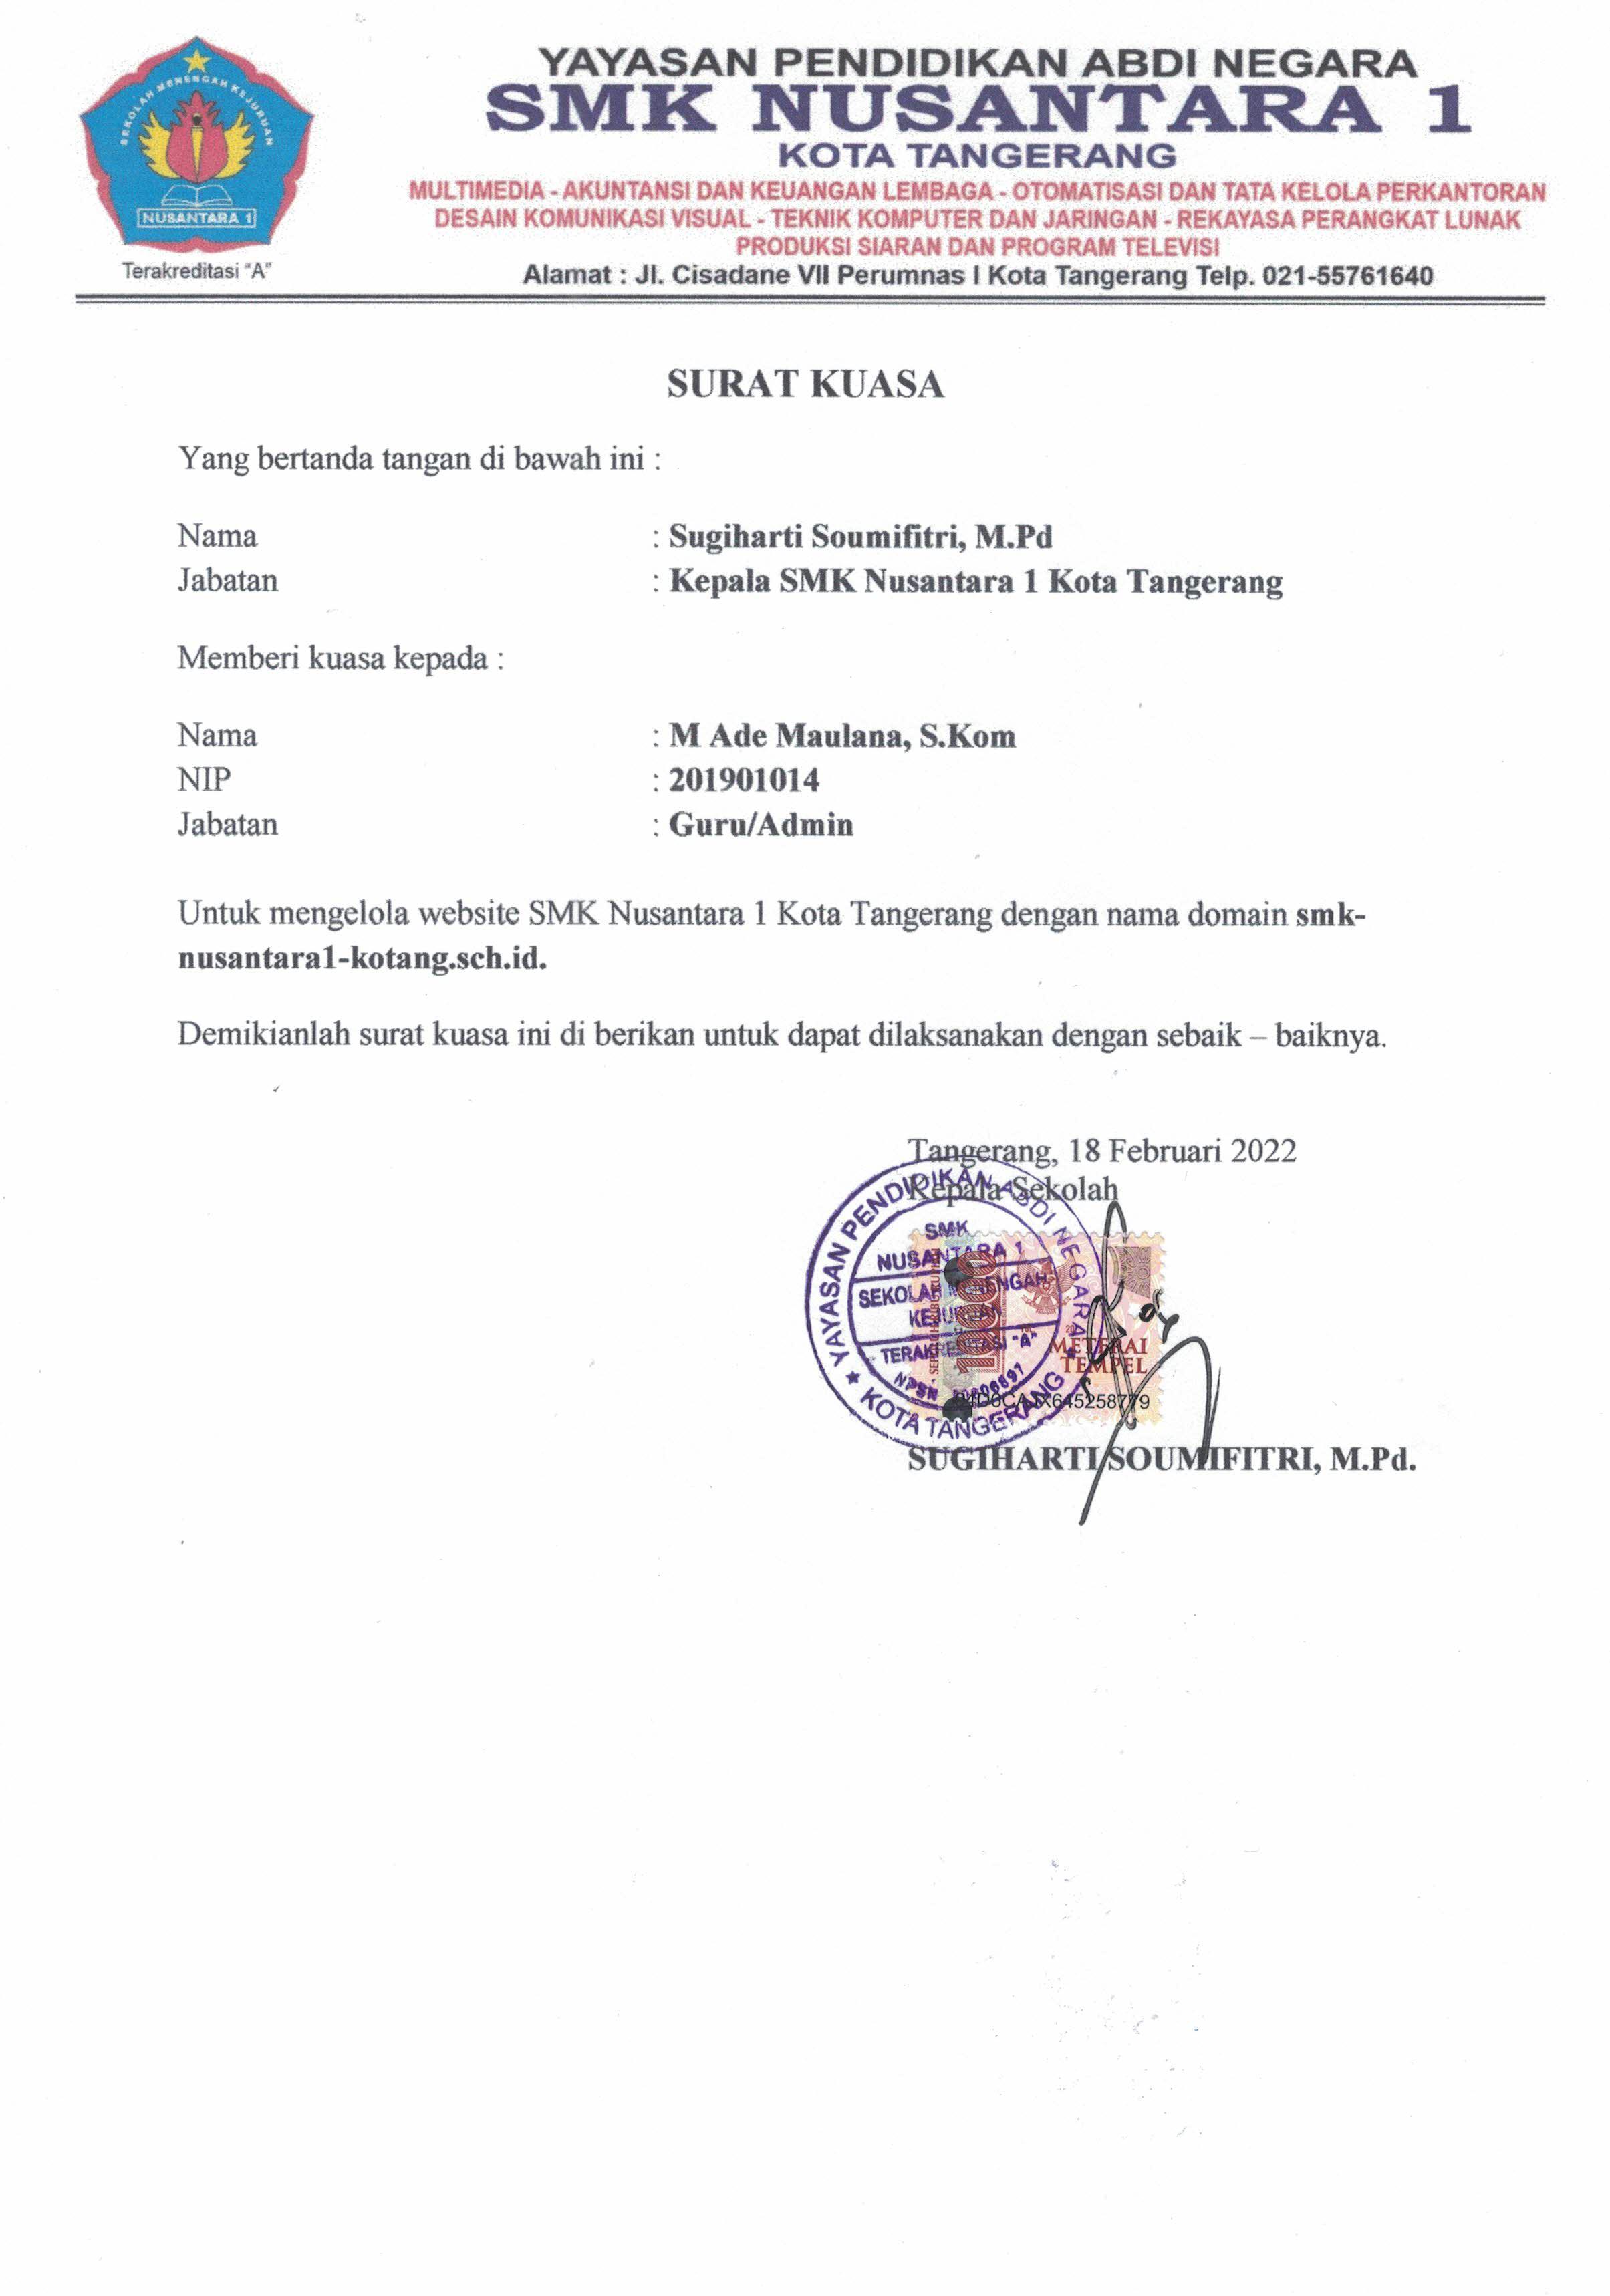 SEKOLAH MENENGAH KEJURUAN
NUSANTARA 1
Terakreditasi "A"
YAYASAN PENDIDIKAN ABDI NEGARA
SMK NUSANTARA 1
KOTA TANGERANG
MULTIMEDIA - AKUNTANSI DAN KEUANGAN LEMBAGA - OTOMATISASI DAN TATA KELOLA PERKANTORAN
DESAIN KOMUNIKASI VISUAL - TEKNIK KOMPUTER DAN JARINGAN - REKAYASA PERANGKAT LUNAK
PRODUKSI SIARAN DAN PROGRAM TELEVISI
Alamat : Jl. Cisadane VII Perumnas I Kota Tangerang Telp. 021-55761640
SURAT KUASA
Yang bertanda tangan di bawah ini :
Nama : Sugiharti Soumifitri, M.Pd
Jabatan : Kepala SMK Nusantara 1 Kota Tangerang
Memberi kuasa kepada :
Nama : M Ade Maulana, S.Kom
NIP : 201901014
Jabatan : Guru/Admin
Untuk mengelola website SMK Nusantara 1 Kota Tangerang dengan nama domain smk-
nusantara1-kotang.sch.id.
Demikianlah surat kuasa ini di berikan untuk dapat dilaksanakan dengan sebaik – baiknya.
Tangerang, 18 Februari 2022
Kepala Sekolah
YAYASAN PENDIDIKAN ABDI NEGARA
SMK
NUSANTARA 1
SEKOLAH MENENGAH
KEJURUAN
TERAKREDITASI "A"
NPSN
KOTA TANGERANG
10000
METERAI
TEMPEL
SUGIHARTI SOUMIFITRI, M.Pd.